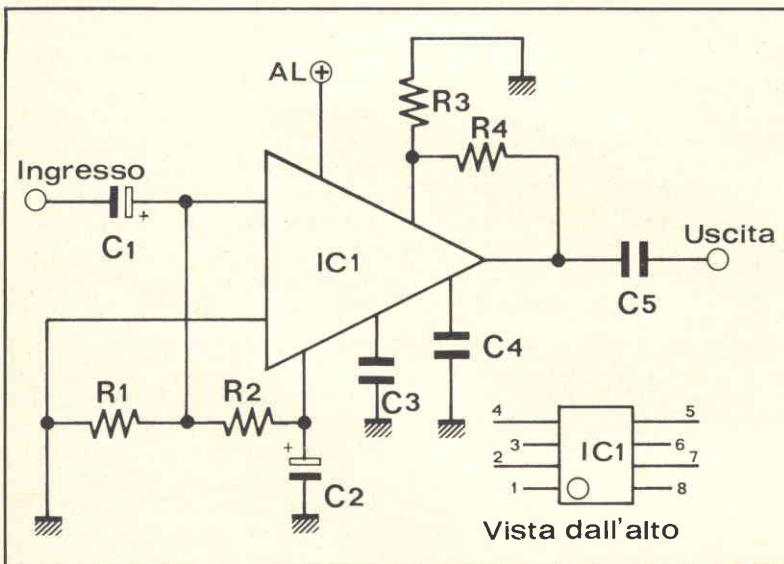 AL +
R3
R4
Ingresso
+
C1
IC1
Uscita
C5
C4
C3
R1
R2
+
C2
4 5
3 IC1 6
2 7
1 8
Vista dall'alto